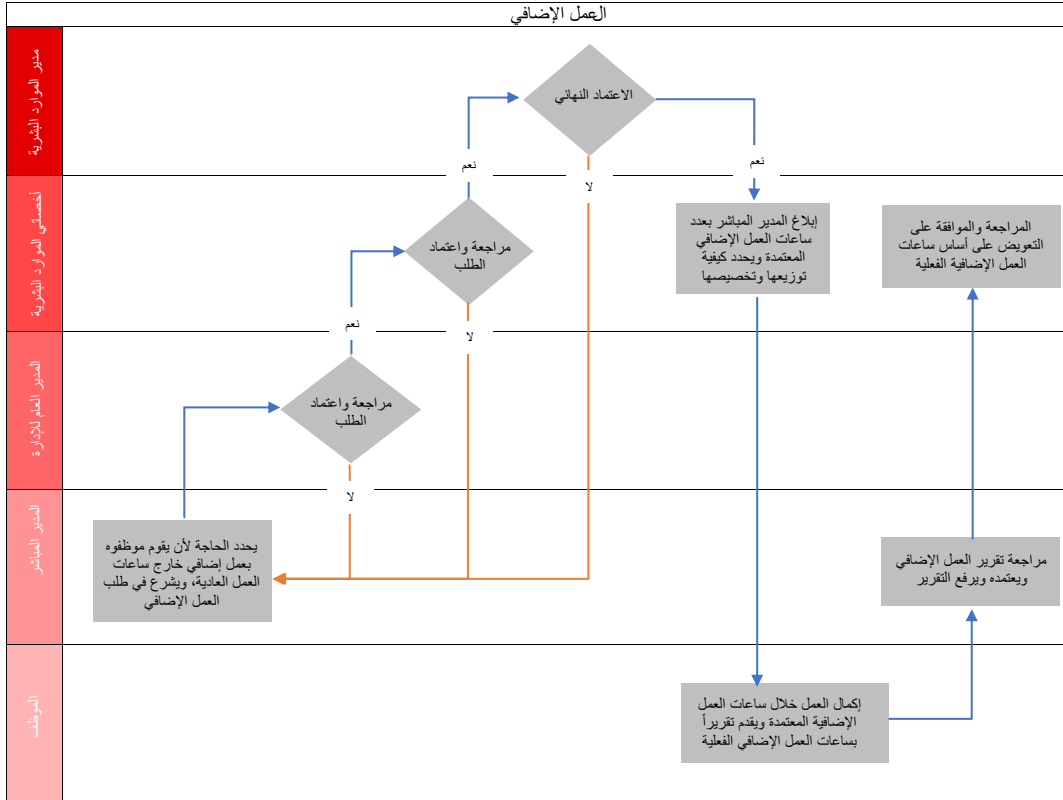 العمل الإضافي
مدير الموارد البشرية
الاعتماد النهائي
نعم
نعم
لا
أخصائي الموارد البشرية
مراجعة واعتماد
الطلب
إبلاغ المدير المباشر بعدد
ساعات العمل الإضافي
المعتمدة ويحدد كيفية
توزيعها وتخصيصها
المراجعة والموافقة على
التعويض على أساس ساعات
العمل الإضافية الفعلية
نعم
لا
المدير العام للإدارة
مراجعة واعتماد
الطلب
لا
المدير المباشر
يحدد الحاجة لأن يقوم موظفوه
بعمل إضافي خارج ساعات
العمل العادية، ويشرع في طلب
العمل الإضافي
مراجعة تقرير العمل الإضافي
ويعتمده ويرفع التقرير
الموظف
إكمال العمل خلال ساعات العمل
الإضافية المعتمدة ويقدم تقريراً
بساعات العمل الإضافي الفعلية